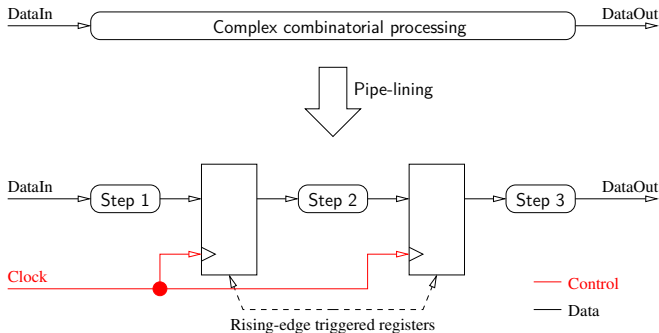 DataIn
Complex combinatorial processing
DataOut
Pipe-lining
DataIn
Step 1
Step 2
Step 3
DataOut
Clock
Control
Data
Rising-edge triggered registers